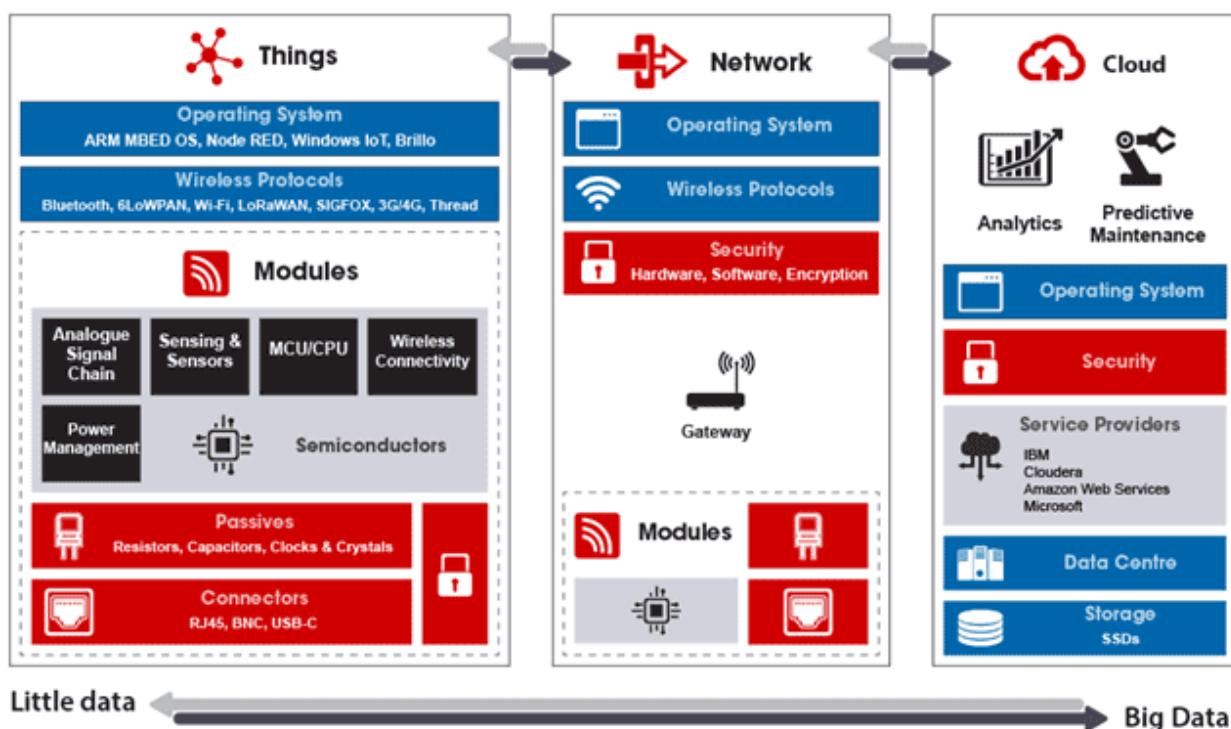 Things
Operating System
ARM MBED OS, Node RED, Windows IoT, Brillo
Wireless Protocols
Bluetooth, 6LoWPAN, Wi-Fi, LoRaWAN, SIGFOX, 3G/4G, Thread
Modules
Analogue
Signal
Chain
Sensing &
Sensors
MCU/CPU
Wireless
Connectivity
Power
Management
Semiconductors
Passives
Resistors, Capacitors, Clocks & Crystals
Connectors
RJ45, BNC, USB-C
Network
Operating System
Wireless Protocols
Security
Hardware, Software, Encryption
Gateway
Modules
Cloud
Analytics
Predictive
Maintenance
Operating System
Security
Service Providers
IBM
Cloudera
Amazon Web Services
Microsoft
Data Centre
Storage
SSDs
Little data
Big Data